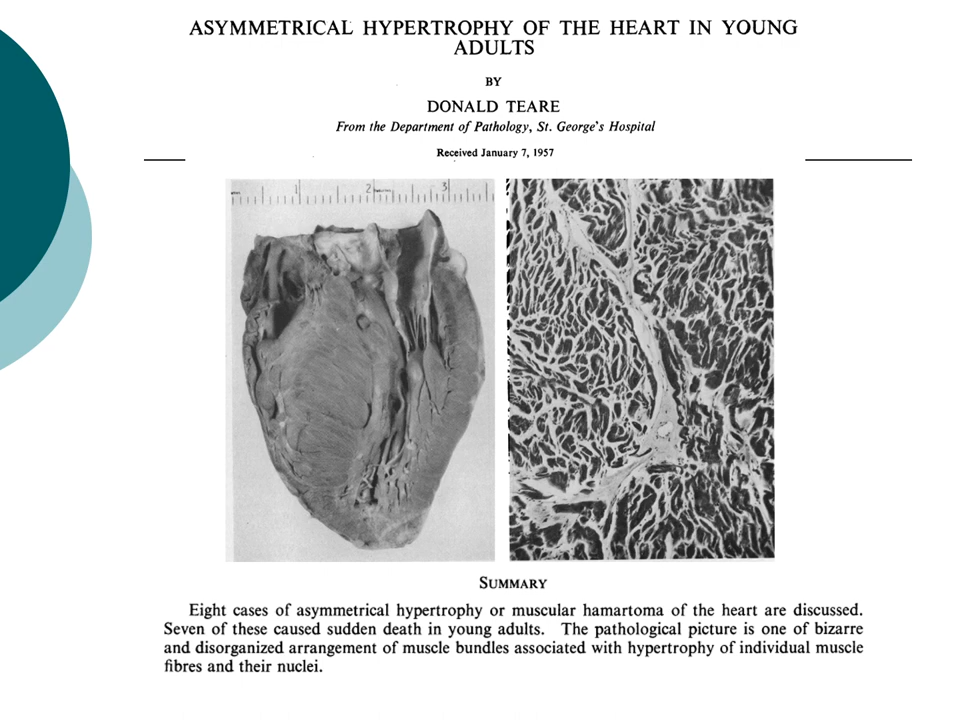 ASYMMETRICAL HYPERTROPHY OF THE HEART IN YOUNG
ADULTS
BY
DONALD TEARE
From the Department of Pathology, St. George's Hospital
Received January 7, 1957
1 2 3
SUMMARY
Eight cases of asymmetrical hypertrophy or muscular hamartoma of the heart are discussed.
Seven of these caused sudden death in young adults. The pathological picture is one of bizarre
and disorganized arrangement of muscle bundles associated with hypertrophy of individual muscle
fibres and their nuclei.